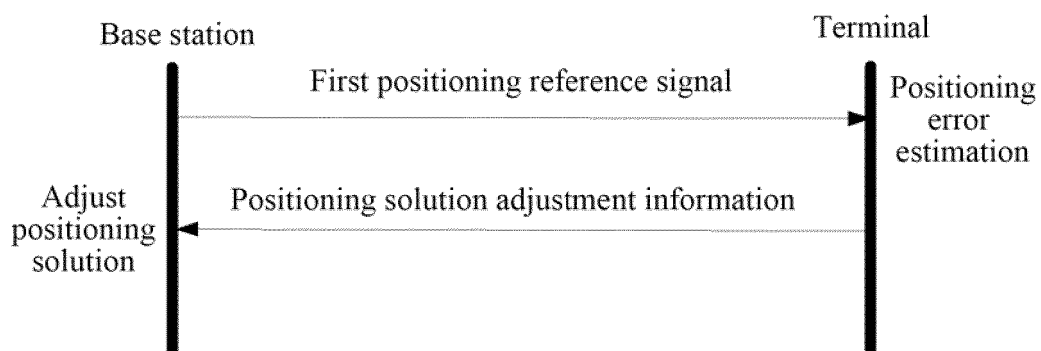 Base station
Terminal
First positioning reference signal
Positioning
error
estimation
Adjust
positioning
solution
Positioning solution adjustment information